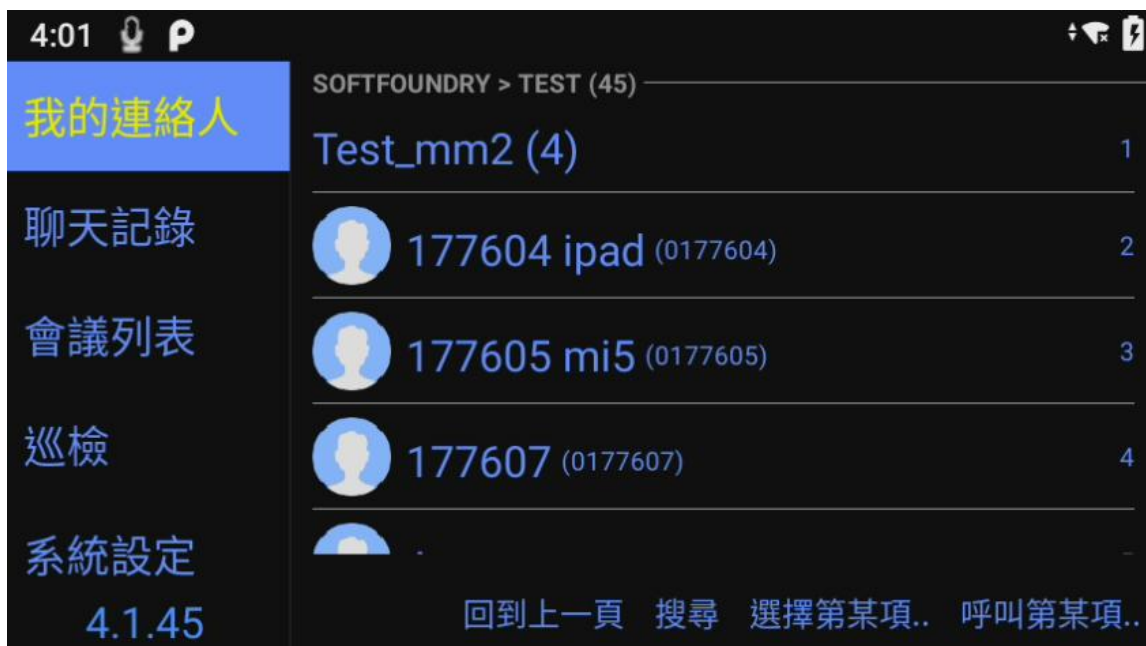 4:01
我的連絡人
聊天記錄
會議列表
巡檢
系統設定
4.1.45
SOFTFOUNDRY > TEST (45)
Test_mm2 (4) 1
177604 ipad (0177604) 2
177605 mi5 (0177605) 3
177607 (0177607) 4
回到上一頁 搜尋 選擇第某項.. 呼叫第某項..